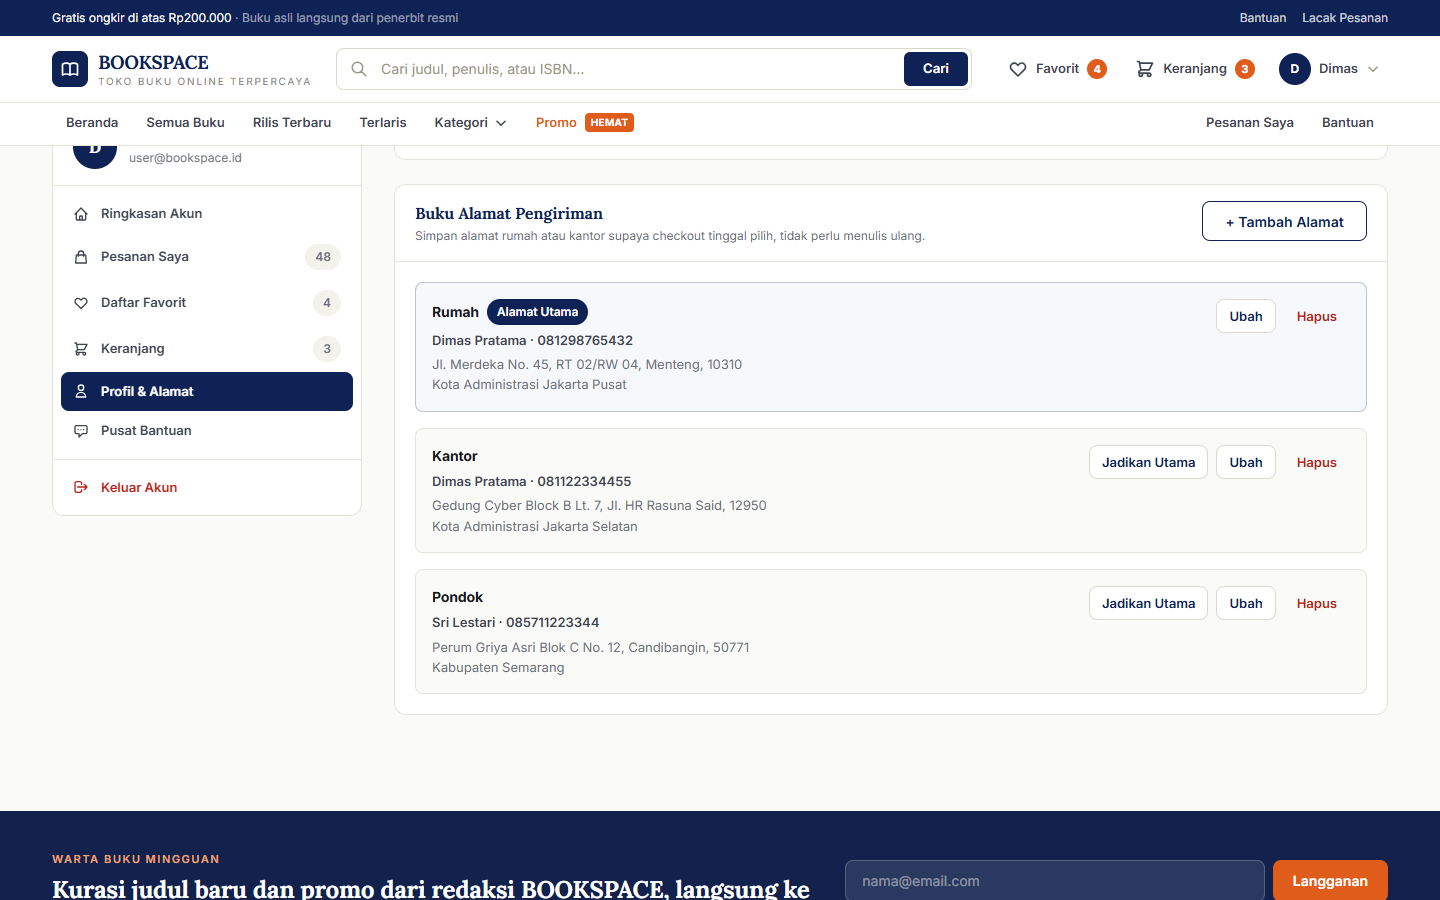 Gratis ongkir di atas Rp200.000 · Buku asli langsung dari penerbit resmi
Bantuan Lacak Pesanan
BOOKSPACE
TOKO BUKU ONLINE TERPERCAYA
Cari judul, penulis, atau ISBN...
Cari
Favorit 4
Keranjang 3
D Dimas
Beranda Semua Buku Rilis Terbaru Terlaris Kategori Promo HEMAT Pesanan Saya Bantuan
D
user@bookspace.id
Ringkasan Akun
Pesanan Saya 48
Daftar Favorit 4
Keranjang 3
Profil & Alamat
Pusat Bantuan
Keluar Akun
Buku Alamat Pengiriman
Simpan alamat rumah atau kantor supaya checkout tinggal pilih, tidak perlu menulis ulang.
+ Tambah Alamat
Rumah Alamat Utama
Ubah Hapus
Dimas Pratama · 081298765432
Jl. Merdeka No. 45, RT 02/RW 04, Menteng, 10310
Kota Administrasi Jakarta Pusat
Kantor
Jadikan Utama Ubah Hapus
Dimas Pratama · 081122334455
Gedung Cyber Block B Lt. 7, Jl. HR Rasuna Said, 12950
Kota Administrasi Jakarta Selatan
Pondok
Jadikan Utama Ubah Hapus
Sri Lestari · 085711223344
Perum Griya Asri Blok C No. 12, Candibangin, 50771
Kabupaten Semarang
WARTA BUKU MINGGUAN
Kurasi judul baru dan promo dari redaksi BOOKSPACE, langsung ke
nama@email.com
Langganan